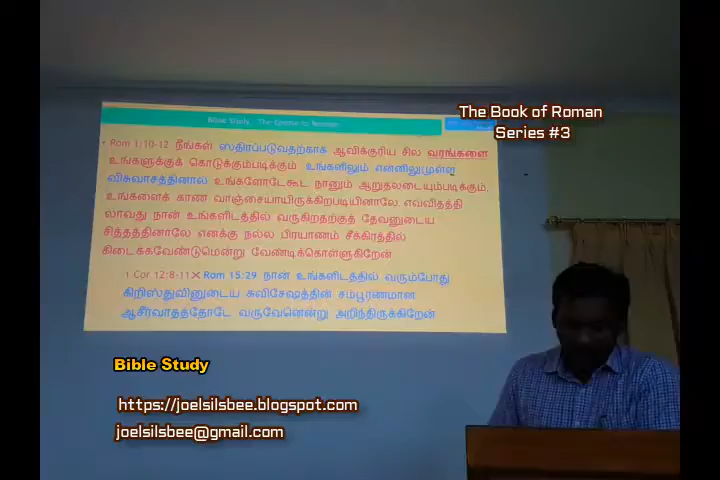 Bible Study - The Epistle to Romans
The Book of Roman
Series #3
Rom 1:10-12 நீங்கள் ஸ்திரப்படுவதற்காக ஆவிக்குரிய சில வரங்களை
உங்களுக்குக் கொடுக்கும்படிக்கும் உங்களிலும் என்னிலுமுள்ள
விசுவாசத்தினால் உங்களோடேகூட நானும் ஆறுதலடையும்படிக்கும்,
உங்களைக் காண வாஞ்சையாயிருக்கிறபடியினாலே, எவ்விதத்தி
லாவது நான் உங்களிடத்தில் வருகிறதற்குத் தேவனுடைய
சித்தத்தினாலே எனக்கு நல்ல பிரயாணம் சீக்கிரத்தில்
கிடைக்கவேண்டுமென்று வேண்டிக்கொள்ளுகிறேன்
1 Cor 12:8-11X Rom 15:29 நான் உங்களிடத்தில் வரும்போது
கிறிஸ்துவினுடைய சுவிசேஷத்தின் சம்பூரணமான
ஆசீர்வாதத்தோடே வருவேனென்று அறிந்திருக்கிறேன்
Bible Study
https://joelsilsbee.blogspot.com
joelsilsbee@gmail.com